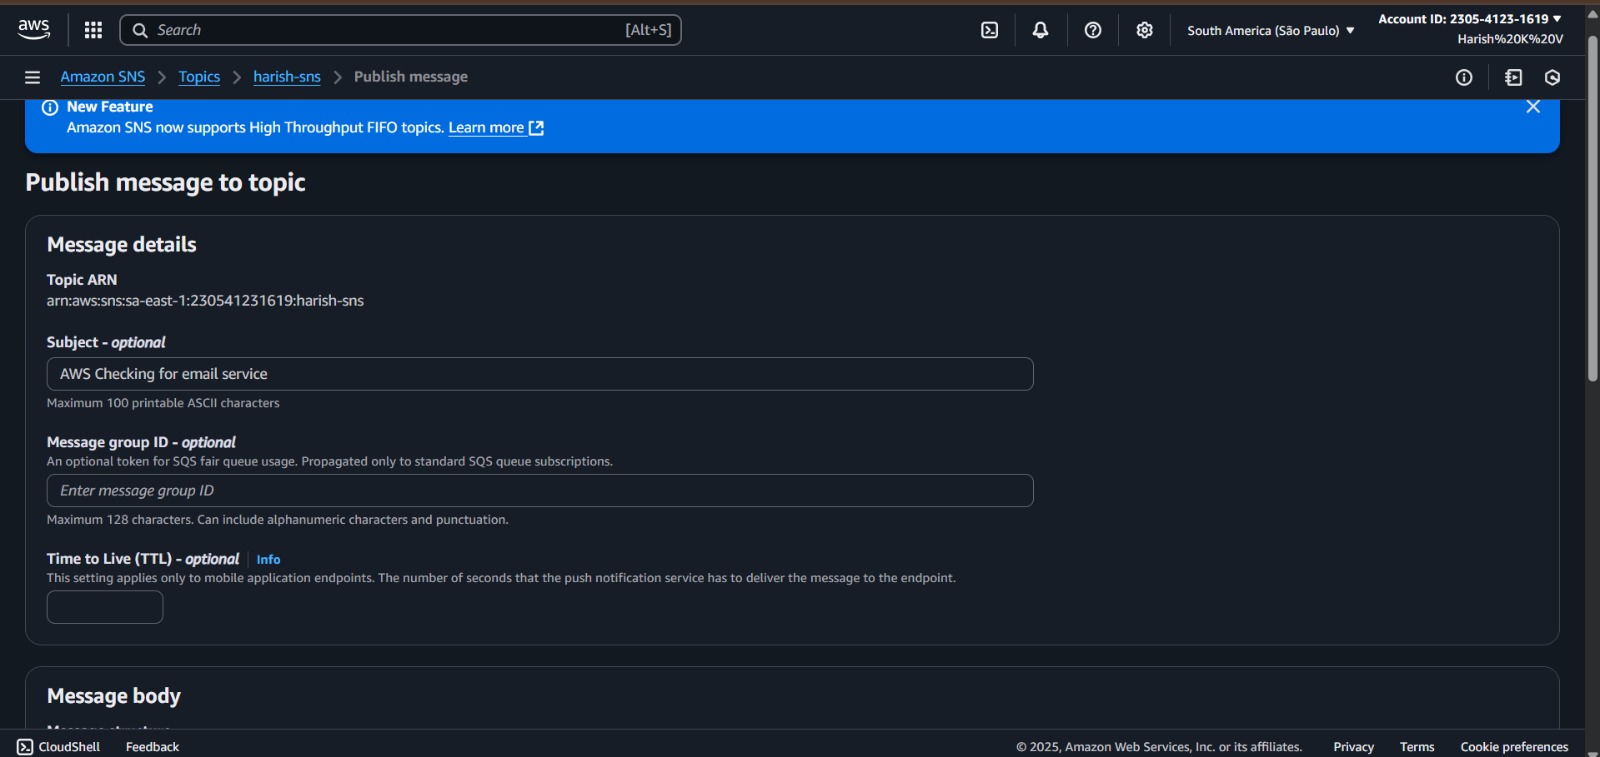 aws
Search
[Alt+S]
South America (São Paulo) ▼
Account ID: 2305-4123-1619 ▼
Harish%20K%20V
Amazon SNS
Topics
harish-sns
Publish message
New Feature
Amazon SNS now supports High Throughput FIFO topics. Learn more
Publish message to topic
Message details
Topic ARN
arn:aws:sns:sa-east-1:230541231619:harish-sns
Subject - optional
AWS Checking for email service
Maximum 100 printable ASCII characters
Message group ID - optional
An optional token for SQS fair queue usage. Propagated only to standard SQS queue subscriptions.
Enter message group ID
Maximum 128 characters. Can include alphanumeric characters and punctuation.
Time to Live (TTL) - optional
Info
This setting applies only to mobile application endpoints. The number of seconds that the push notification service has to deliver the message to the endpoint.
Message body
CloudShell
Feedback
© 2025, Amazon Web Services, Inc. or its affiliates.
Privacy
Terms
Cookie preferences